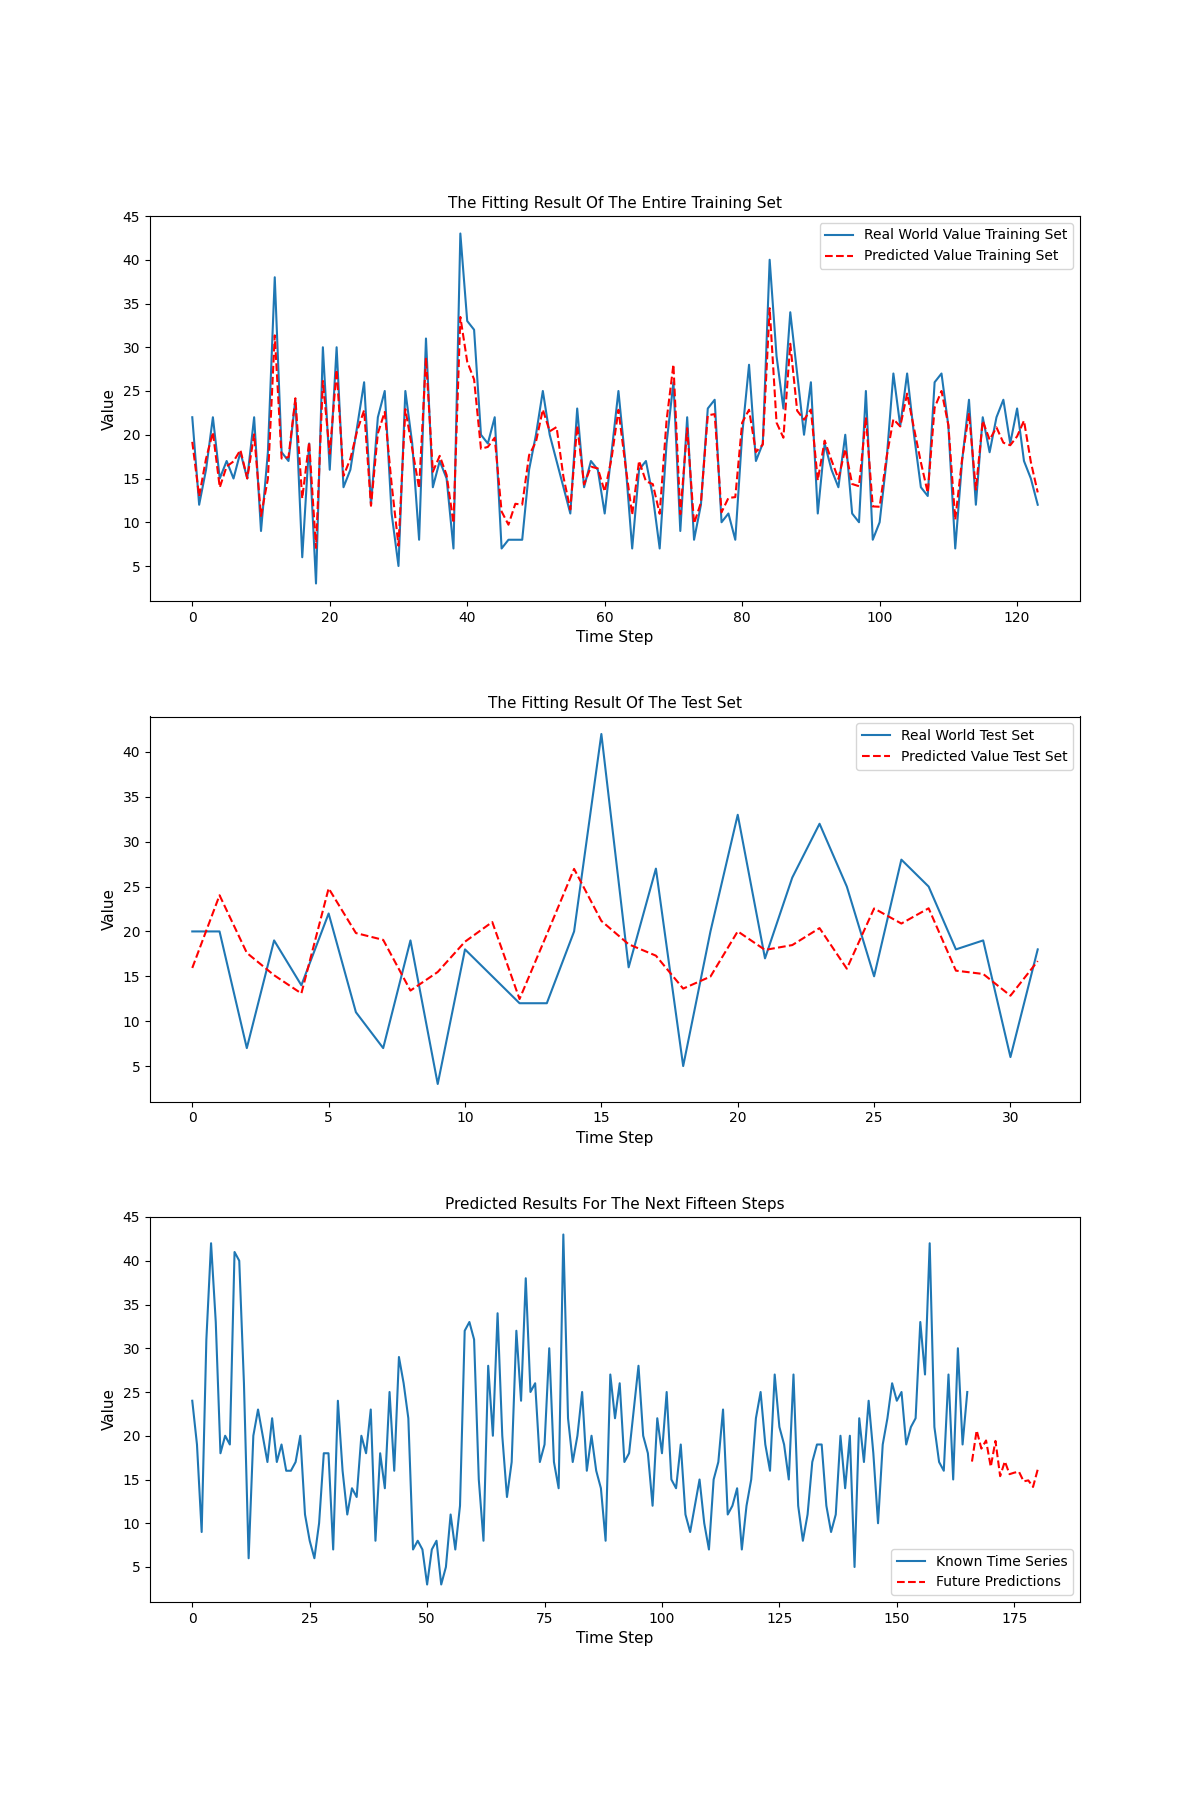 The Fitting Result Of The Entire Training Set
45
40
35
30
25
20
15
10
5
Value
Real World Value Training Set
Predicted Value Training Set
0 20 40 60 80 100 120
Time Step
The Fitting Result Of The Test Set
40
35
30
25
20
15
10
5
Value
Real World Test Set
Predicted Value Test Set
0 5 10 15 20 25 30
Time Step
Predicted Results For The Next Fifteen Steps
45
40
35
30
25
20
15
10
5
Value
Known Time Series
Future Predictions
0 25 50 75 100 125 150 175
Time Step